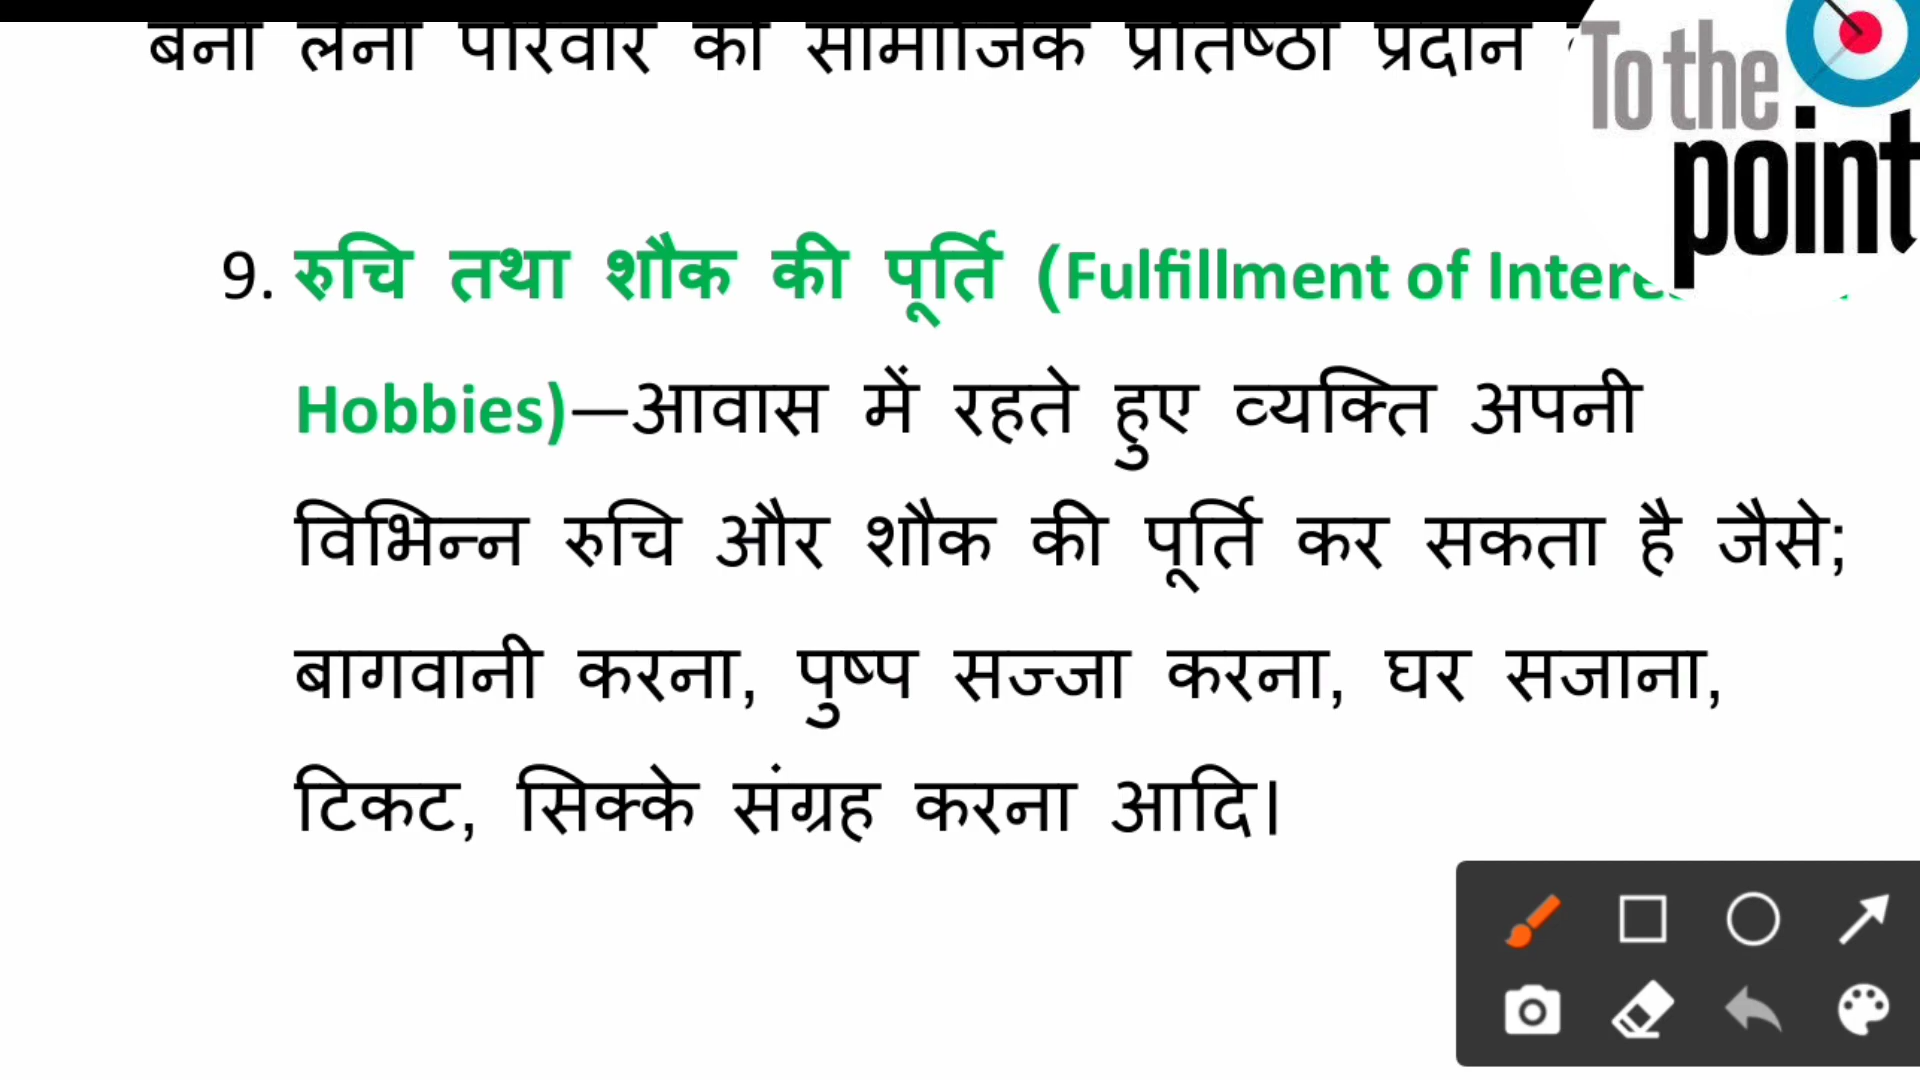 बना लेना परिवार को सामाजिक प्रतिष्ठा प्रदान
To the
point
9. रुचि तथा शौक की पूर्ति (Fulfillment of
Hobbies)—आवास में रहते हुए व्यक्ति अपनी
विभिन्न रुचि और शौक की पूर्ति कर सकता है जैसे;
बागवानी करना, पुष्प सज्जा करना, घर सजाना,
टिकट, सिक्के संग्रह करना आदि।